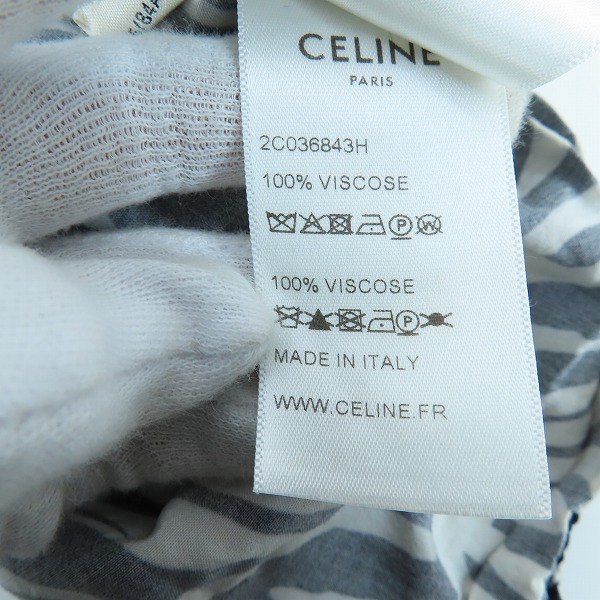 CELINE
PARIS
2C036843H
100% VISCOSE
P W
100% VISCOSE
P
MADE IN ITALY
WWW.CELINE.FR